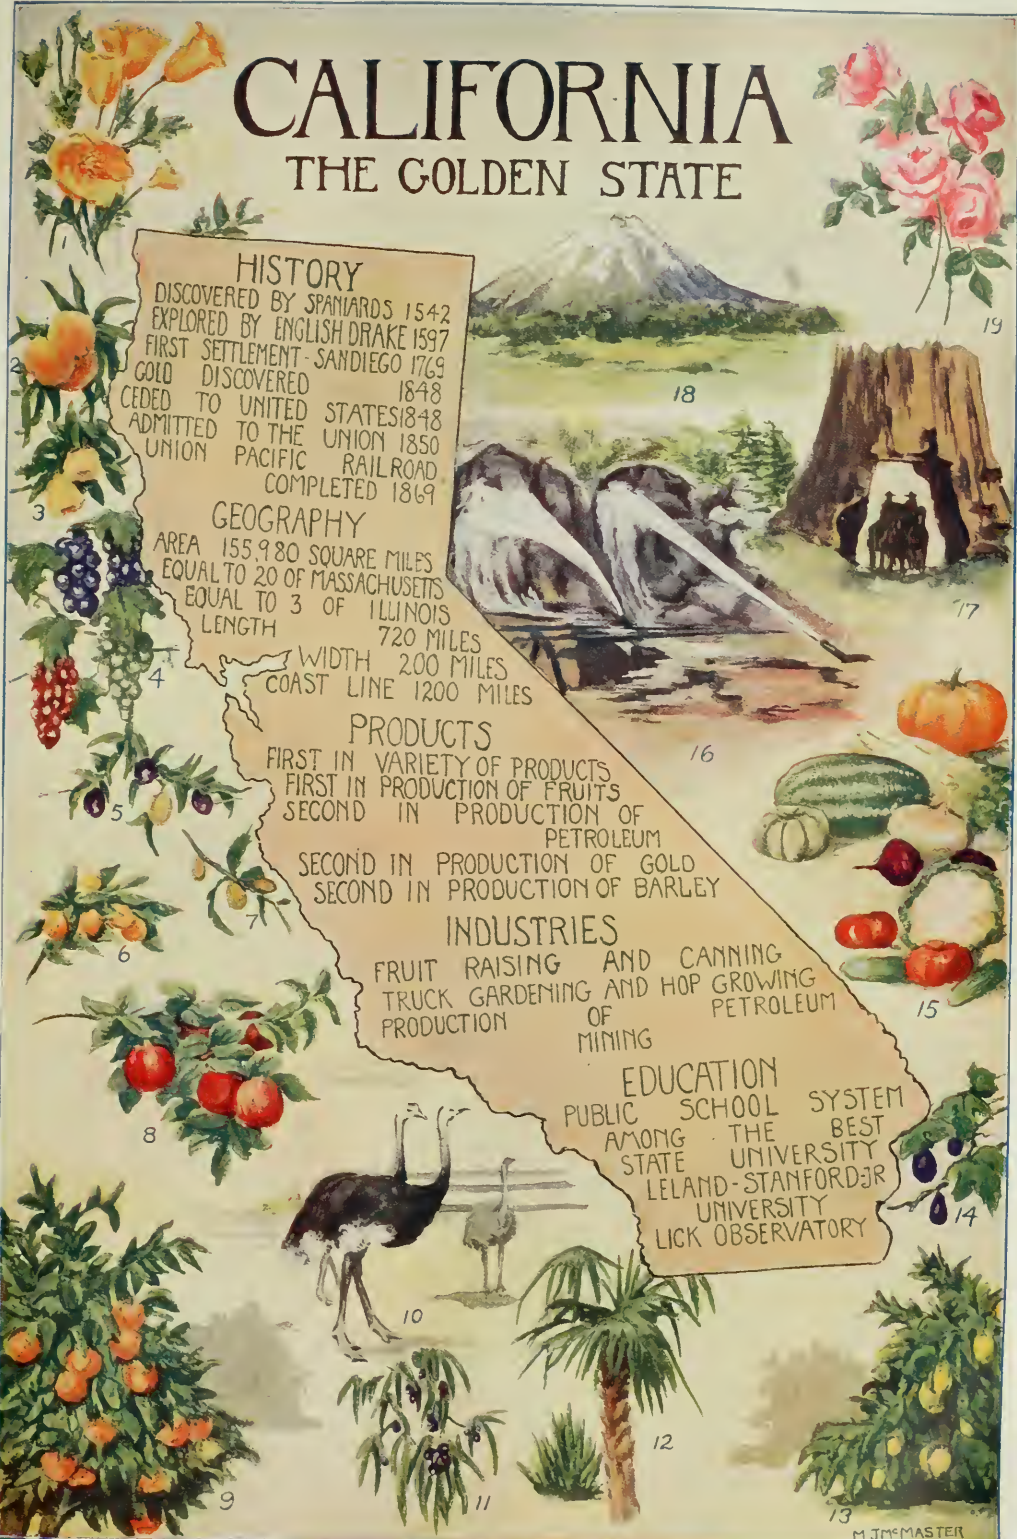 CALIFORNIA
THE GOLDEN STATE
HISTORY
DISCOVERED BY SPANIARDS 1542
EXPLORED BY ENGLISH DRAKE 1597
FIRST SETTLEMENT-SANDIEGO 1769
GOLD DISCOVERED 1848
CEDED TO UNITED STATES 1848
ADMITTED TO THE UNION 1850
UNION PACIFIC RAILROAD
COMPLETED 1869
GEOGRAPHY
AREA 155,980 SQUARE MILES
EQUAL TO 20 OF MASSACHUSETTS
EQUAL TO 3 OF ILLINOIS
LENGTH 720 MILES
WIDTH 200 MILES
COAST LINE 1200 MILES
PRODUCTS
FIRST IN VARIETY OF PRODUCTS
FIRST IN PRODUCTION OF FRUITS
SECOND IN PRODUCTION OF
PETROLEUM
SECOND IN PRODUCTION OF GOLD
SECOND IN PRODUCTION OF BARLEY
INDUSTRIES
FRUIT RAISING AND CANNING
TRUCK GARDENING AND HOP GROWING
PRODUCTION OF PETROLEUM
MINING
EDUCATION
PUBLIC SCHOOL SYSTEM
AMONG THE BEST
STATE UNIVERSITY
LELAND-STANFORD-JR
UNIVERSITY
LICK OBSERVATORY
1
2
3
4
5
6
7
8
9
10
11
12
13
14
15
16
17
18
19
M JMcMASTER